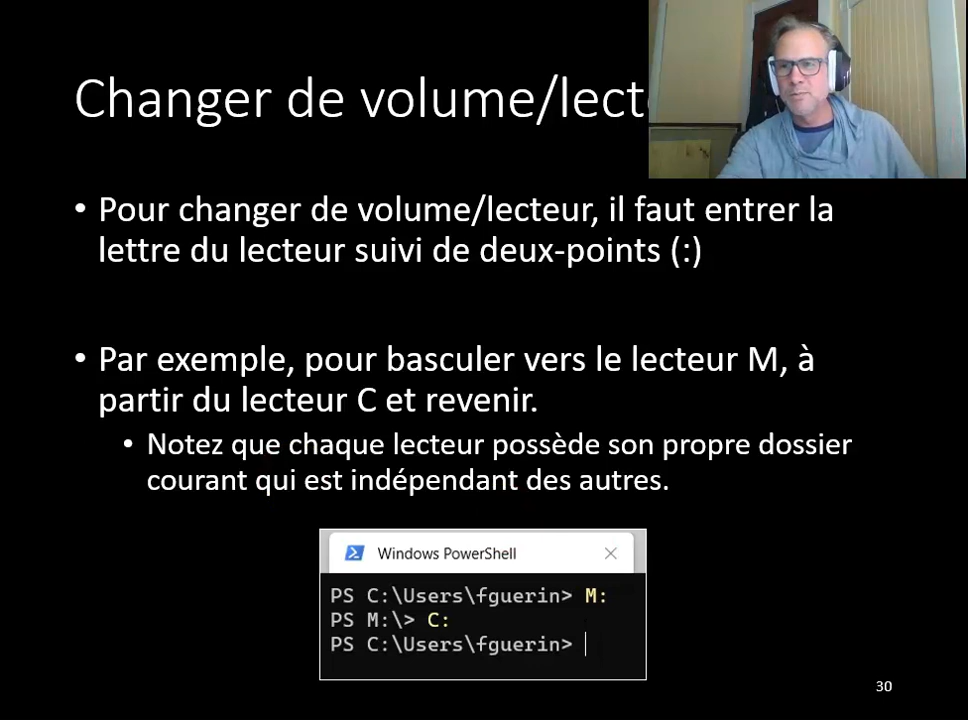 Changer de volume/lect
• Pour changer de volume/lecteur, il faut entrer la
lettre du lecteur suivi de deux-points (:)
• Par exemple, pour basculer vers le lecteur M, à
partir du lecteur C et revenir.
• Notez que chaque lecteur possède son propre dossier
courant qui est indépendant des autres.
Windows PowerShell
PS C:\Users\fguerin> M:
PS M:\> C:
PS C:\Users\fguerin>
30